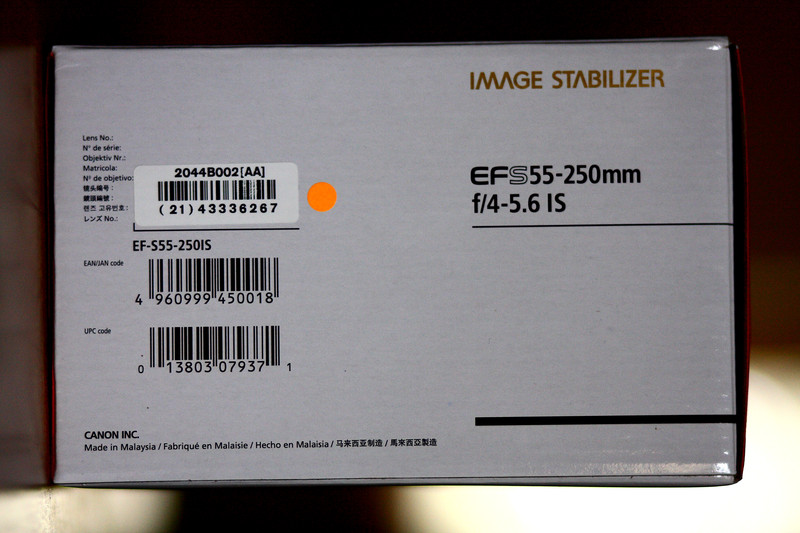 IMAGE STABILIZER
Lens No.:
N° de série:
Objektiv Nr.:
Matricola:
N° de objetivo:
镜头编号:
鏡頭編號:
렌즈 고유번호:
レンズ No.:
2044B002[AA]
(21)43336267
EFS55-250mm
f/4-5.6 IS
EF-S55-250IS
EAN/JAN code
4 960999 450018
UPC code
0 13803 07937 1
CANON INC.
Made in Malaysia / Fabriqué en Malaisie / Hecho en Malaisia / 马来西亚制造 / 馬來西亞製造